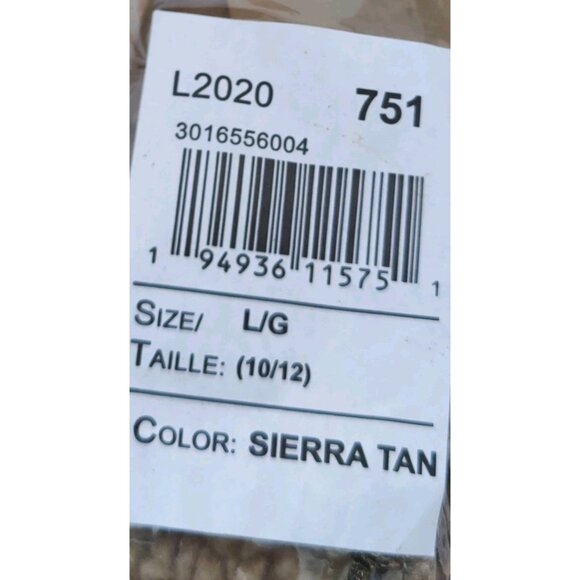 L2020 751
3016556004
1 94936 11575 1
SIZE/ L/G
TAILLE: (10/12)
COLOR: SIERRA TAN